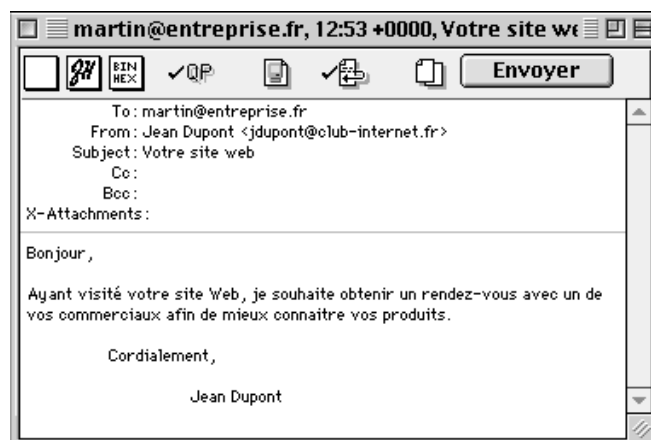 martin@entreprise.fr, 12:53 +0000, Votre site we
BIN HEX QP Envoyer
To: martin@entreprise.fr
From: Jean Dupont <jdupont@club-internet.fr>
Subject: Votre site web
Cc:
Bcc:
X-Attachments:
Bonjour,
Ayant visité votre site Web, je souhaite obtenir un rendez-vous avec un de
vos commerciaux afin de mieux connaitre vos produits.
Cordialement,
Jean Dupont